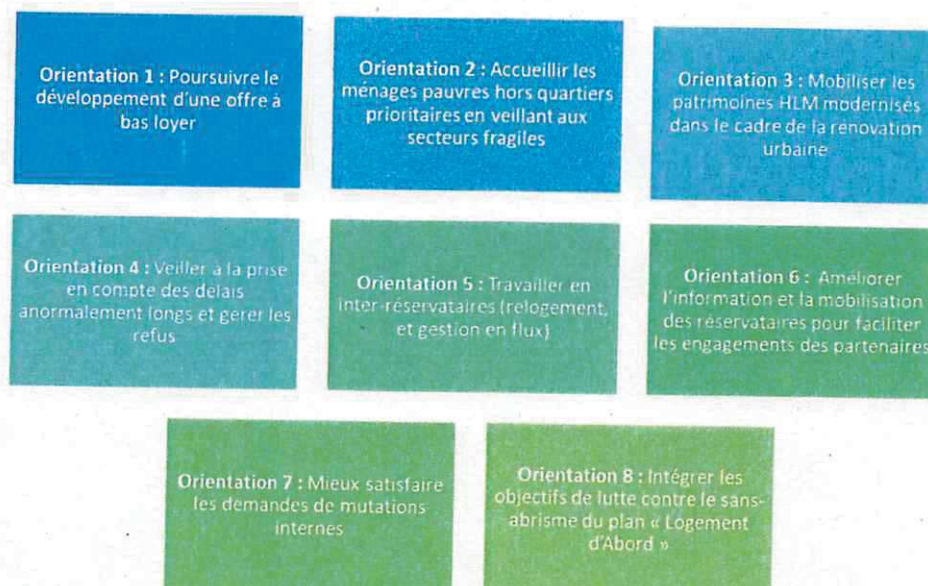 Orientation 1 : Poursuivre le
développement d'une offre à
bas loyer
Orientation 2 : Accueillir les
ménages pauvres hors quartiers
prioritaires en veillant aux
secteurs fragiles
Orientation 3 : Mobiliser les
patrimoines HLM modernisés
dans le cadre de la renovation
urbaine
Orientation 4 : Veiller à la prise
en compte des delais
anormalement longs et gérer les
refus
Orientation 5 : Travailler en
inter-réservataires (relogement,
et gestion en flux)
Orientation 6 : Améliorer
l'information et la mobilisation
des réservataires pour faciliter
les engagements des partenaires
Orientation 7 : Mieux satisfaire
les demandes de mutations
internes
Orientation 8 : Intégrer les
objectifs de lutte contre le sans-
abrisme du plan « Logement
d'Abord »